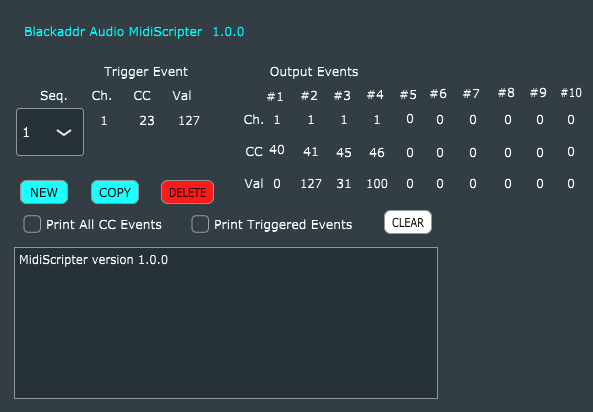 Blackaddr Audio MidiScripter 1.0.0
Trigger Event Output Events
Seq. Ch. CC Val #1 #2 #3 #4 #5 #6 #7 #8 #9 #10
1 1 23 127 Ch. 1 1 1 1 0 0 0 0 0 0
CC 40 41 45 46 0 0 0 0 0 0
NEW COPY DELETE Val 0 127 31 100 0 0 0 0 0 0
Print All CC Events Print Triggered Events CLEAR
MidiScripter version 1.0.0